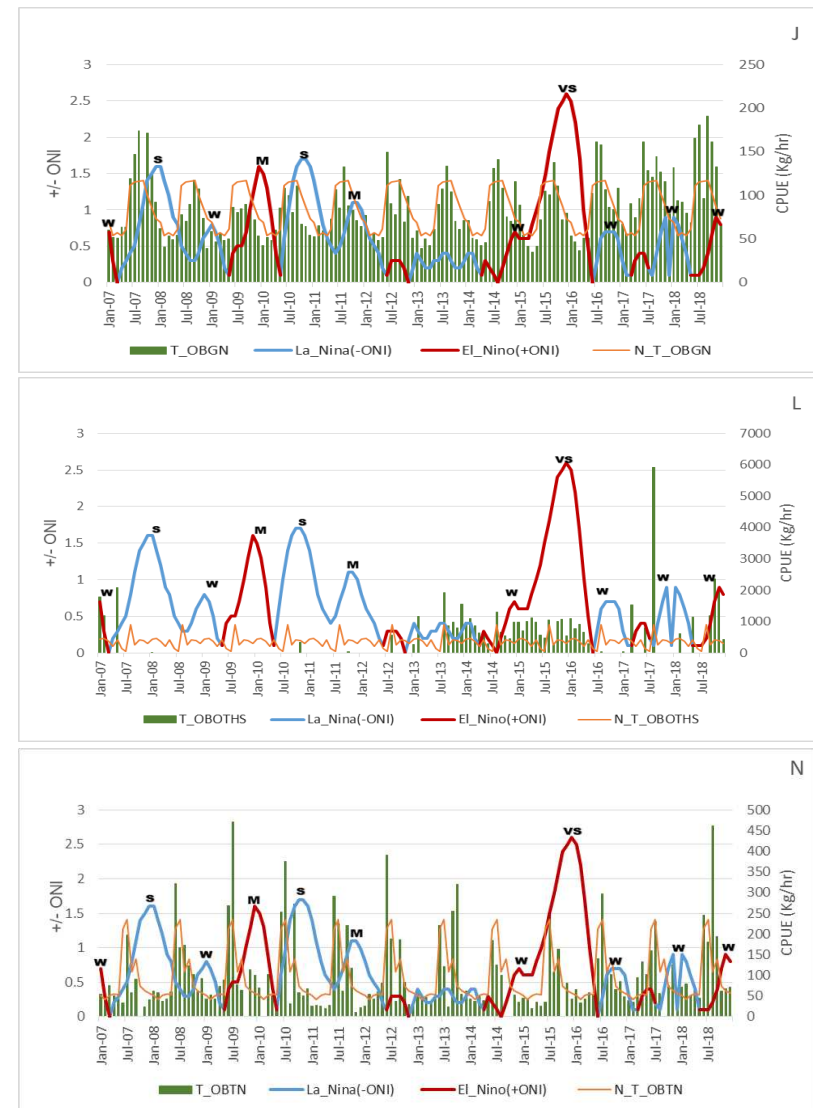 J
3 250
2.5 200
2 150
1.5 100
1 50
0.5 0
0
+/- ONI
CPUE (Kg/hr)
w s w M s M w vs w w w
Jan-07 Jul-07 Jan-08 Jul-08 Jan-09 Jul-09 Jan-10 Jul-10 Jan-11 Jul-11 Jan-12 Jul-12 Jan-13 Jul-13 Jan-14 Jul-14 Jan-15 Jul-15 Jan-16 Jul-16 Jan-17 Jul-17 Jan-18 Jul-18
T_OBGN La_Nina(-ONI) El_Nino(+ONI) N_T_OBGN
L
3 7000
2.5 6000
2 5000
1.5 4000
1 3000
0.5 2000
0 1000
0
+/- ONI
CPUE (Kg/hr)
w s w M s M w vs w w w
Jan-07 Jul-07 Jan-08 Jul-08 Jan-09 Jul-09 Jan-10 Jul-10 Jan-11 Jul-11 Jan-12 Jul-12 Jan-13 Jul-13 Jan-14 Jul-14 Jan-15 Jul-15 Jan-16 Jul-16 Jan-17 Jul-17 Jan-18 Jul-18
T_OBOTHS La_Nina(-ONI) El_Nino(+ONI) N_T_OBOTHS
N
3 500
2.5 450
2 400
1.5 350
1 300
0.5 250
0 200
150
100
50
0
+/- ONI
CPUE (Kg/hr)
w s w M s M w vs w w w
Jan-07 Jul-07 Jan-08 Jul-08 Jan-09 Jul-09 Jan-10 Jul-10 Jan-11 Jul-11 Jan-12 Jul-12 Jan-13 Jul-13 Jan-14 Jul-14 Jan-15 Jul-15 Jan-16 Jul-16 Jan-17 Jul-17 Jan-18 Jul-18
T_OBTN La_Nina(-ONI) El_Nino(+ONI) N_T_OBTN